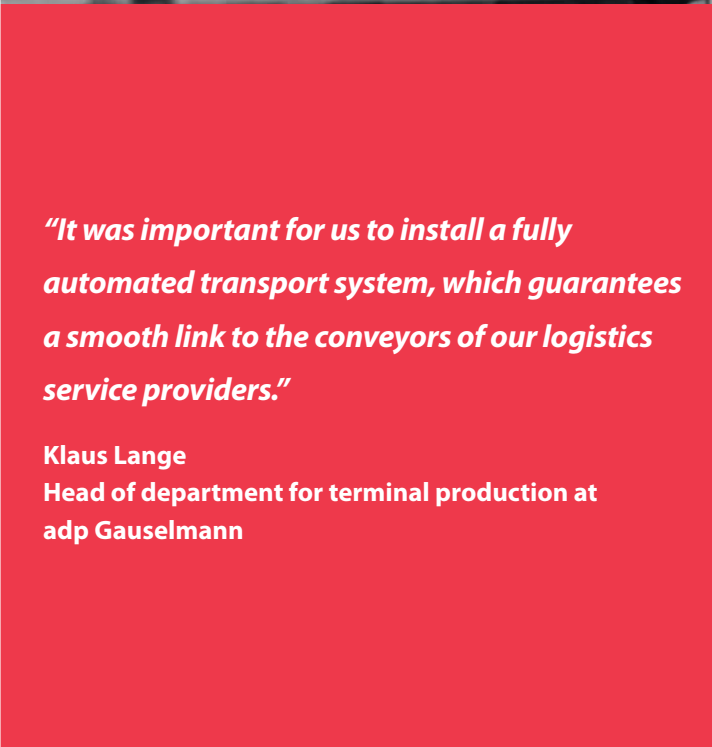 “It was important for us to install a fully
automated transport system, which guarantees
a smooth link to the conveyors of our logistics
service providers.”
Klaus Lange
Head of department for terminal production at
adp Gauselmann